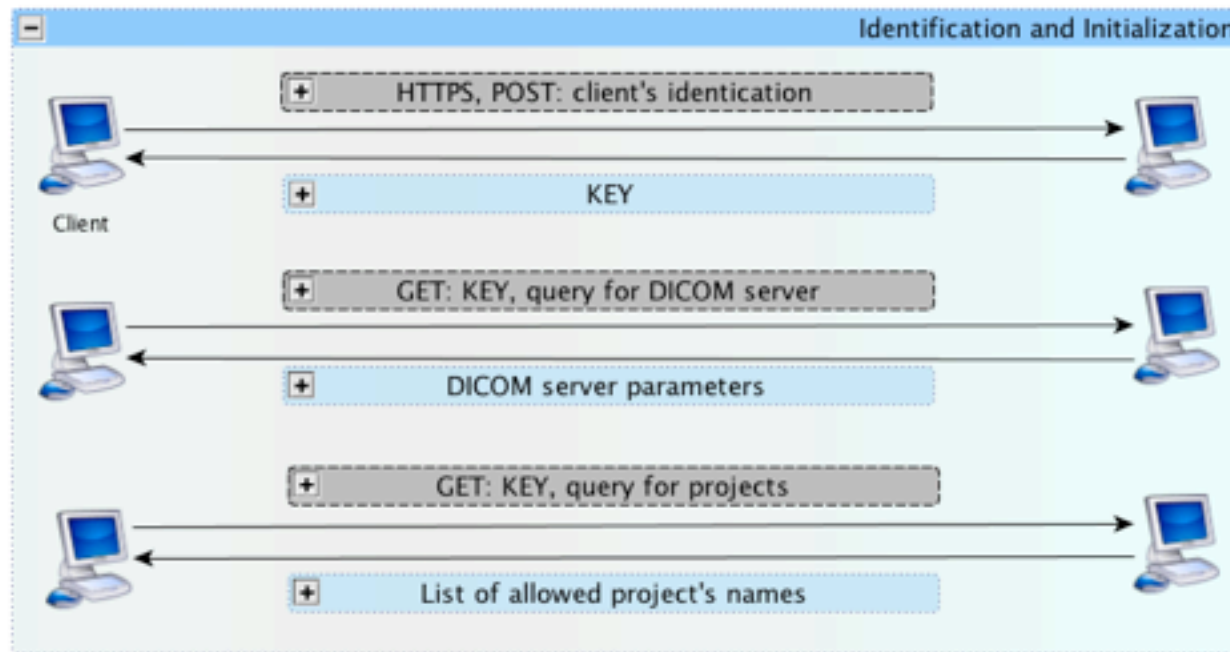 Identification and Initialization
HTTPS, POST: client's identication
KEY
Client
GET: KEY, query for DICOM server
DICOM server parameters
GET: KEY, query for projects
List of allowed project's names